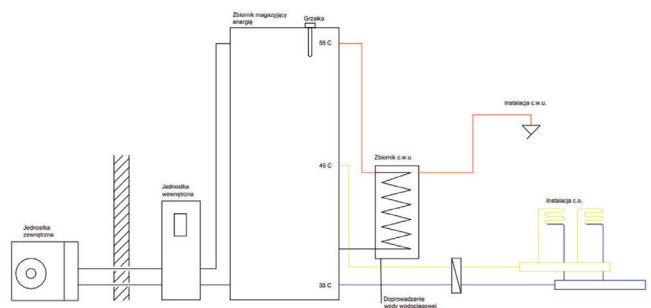 Zbiornik magazyjący
energię
Grzałka
55 C
Instalacja c.w.u.
Zbiornik c.w.u.
45 C
Jednostka
wewnętrzna
Instalacja c.o.
Jednostka
zewnętrzna
35 C
Doprowadzenie
wody wodociągowej